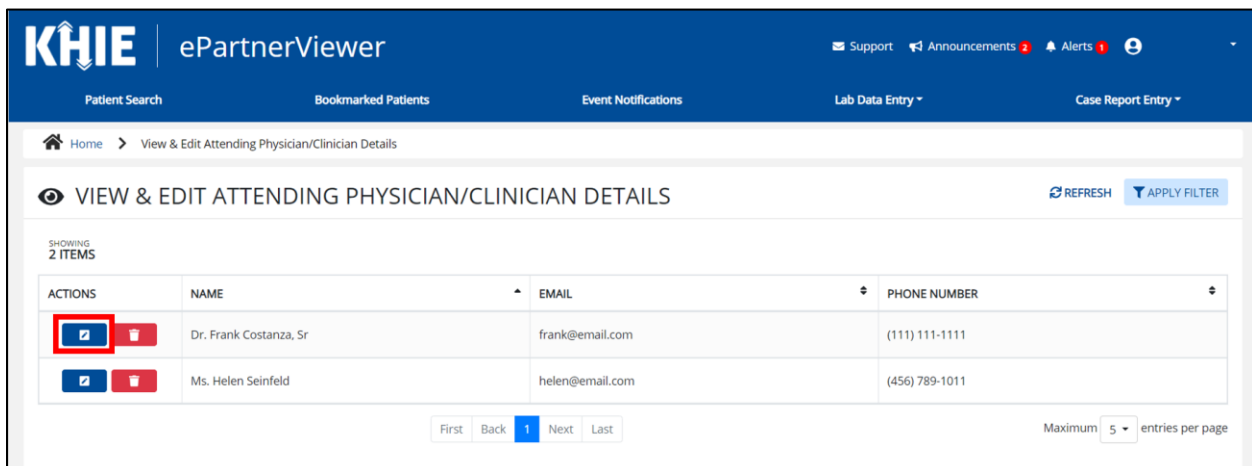 KHIE ePartnerViewer Support Announcements 2 Alerts 1
Patient Search Bookmarked Patients Event Notifications Lab Data Entry Case Report Entry
Home > View & Edit Attending Physician/Clinician Details
VIEW & EDIT ATTENDING PHYSICIAN/CLINICIAN DETAILS REFRESH APPLY FILTER
SHOWING
2 ITEMS
ACTIONS NAME EMAIL PHONE NUMBER
Dr. Frank Costanza, Sr frank@email.com (111) 111-1111
Ms. Helen Seinfeld helen@email.com (456) 789-1011
First Back 1 Next Last Maximum 5 entries per page